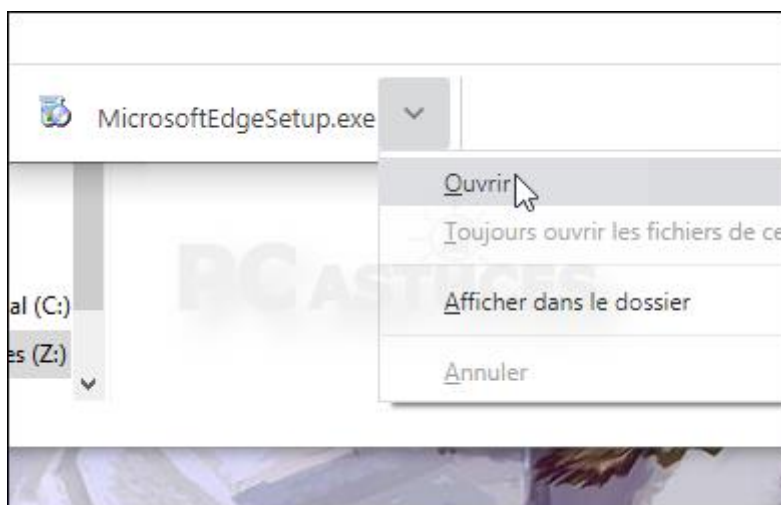 MicrosoftEdgeSetup.exe
Ouvrir
Toujours ouvrir les fichiers de ce
PC ASTUCES
al (C:)
Afficher dans le dossier
es (Z:)
Annuler